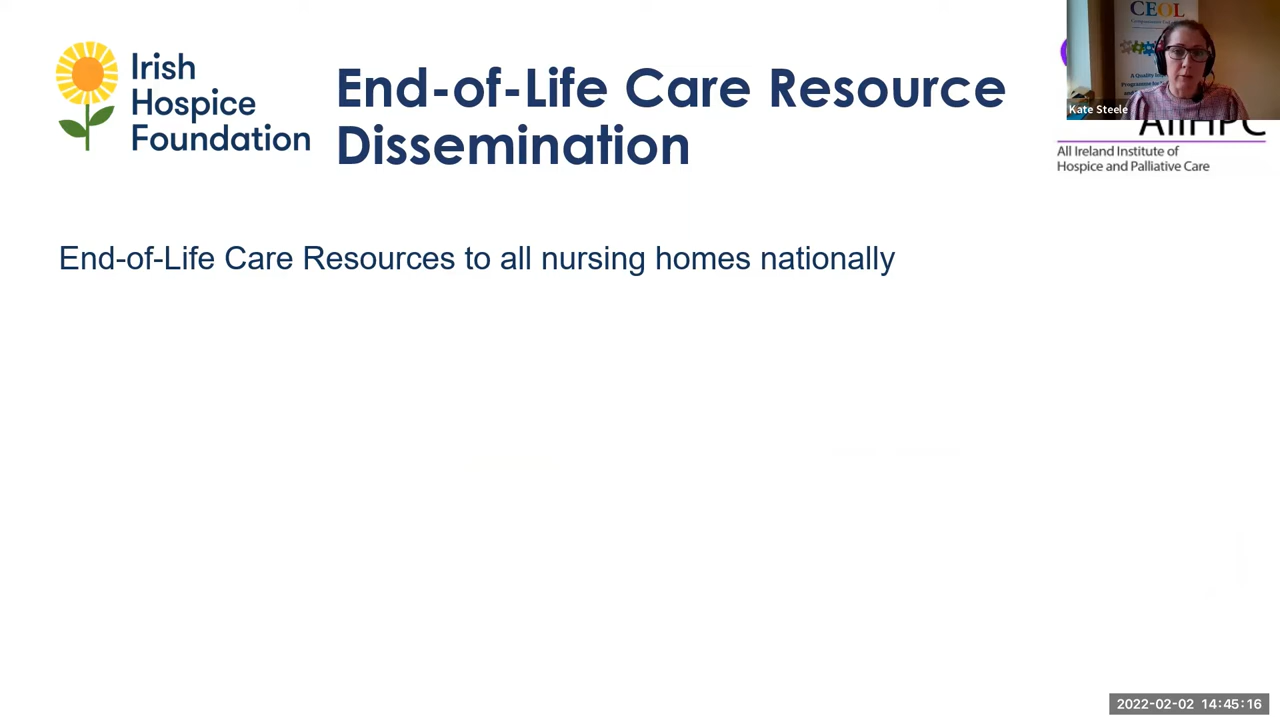 Irish
Hospice
Foundation
End-of-Life Care Resource
Dissemination
CEOL
Kate Steele
All Ireland Institute of
Hospice and Palliative Care
End-of-Life Care Resources to all nursing homes nationally
2022-02-02 14:45:16